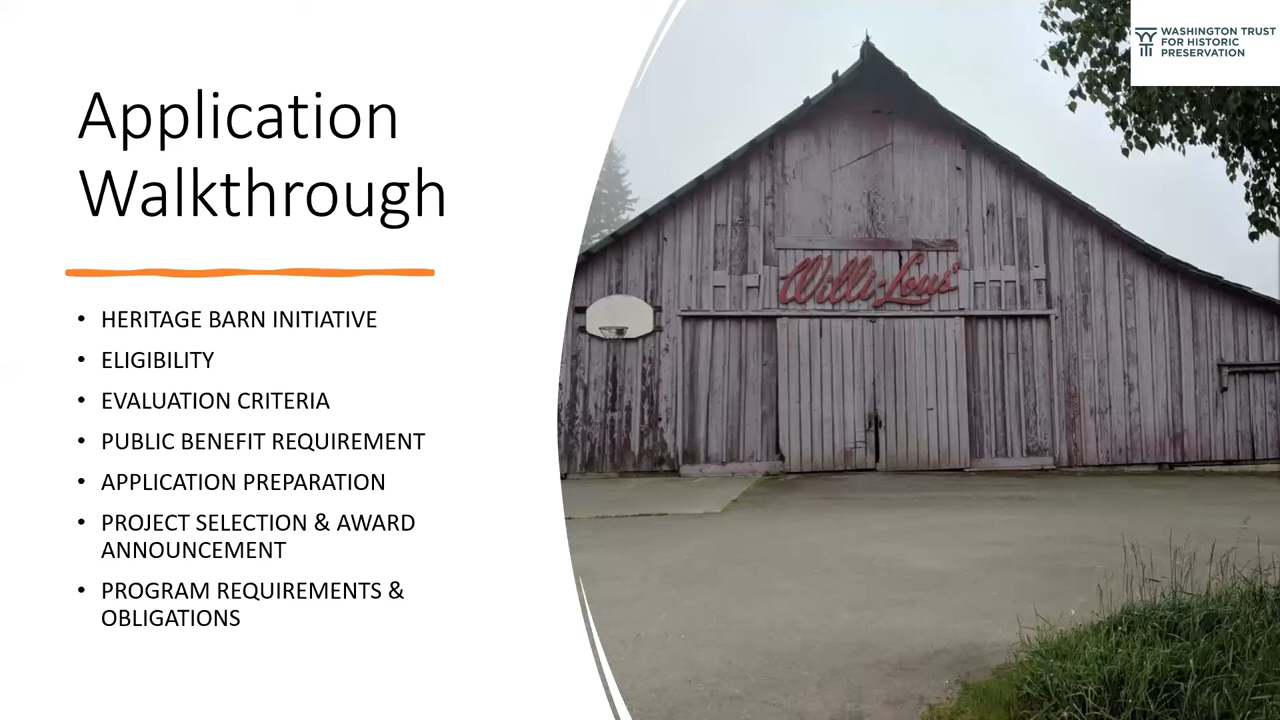 WASHINGTON TRUST
FOR HISTORIC
PRESERVATION
Application
Walkthrough
• HERITAGE BARN INITIATIVE
• ELIGIBILITY
• EVALUATION CRITERIA
• PUBLIC BENEFIT REQUIREMENT
• APPLICATION PREPARATION
• PROJECT SELECTION & AWARD
ANNOUNCEMENT
• PROGRAM REQUIREMENTS &
OBLIGATIONS
Willi-Lous'